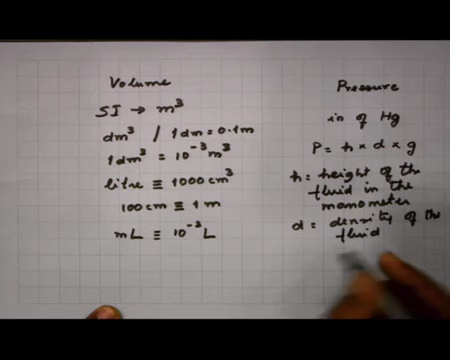 Volume
SI → m³
dm³ / 1dm = 0.1m
1dm³ = 10⁻³ m³
litre ≡ 1000 cm³
100 cm ≡ 1 m
mL ≡ 10⁻³ L
Pressure
in of Hg
P = h × d × g
h = height of the
fluid in the
manometer
d = density of the
fluid